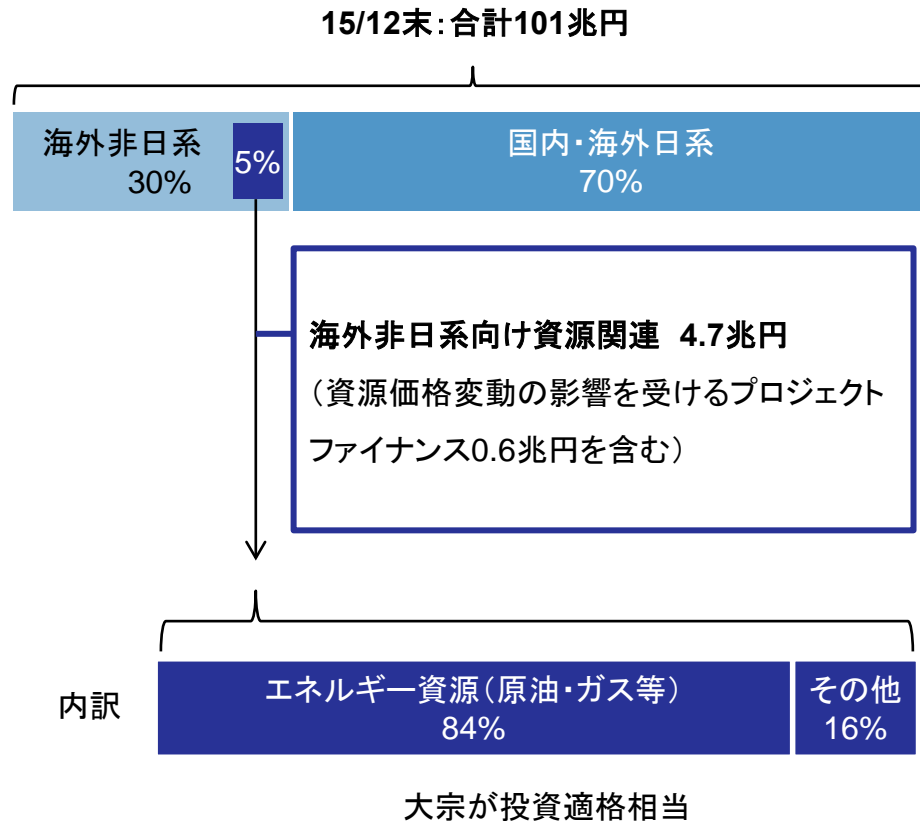 15/12末:合計101兆円
海外非日系
30%
5%
国内・海外日系
70%
海外非日系向け資源関連 4.7兆円
(資源価格変動の影響を受けるプロジェクト
ファイナンス0.6兆円を含む)
内訳
エネルギー資源(原油・ガス等)
84%
その他
16%
大宗が投資適格相当